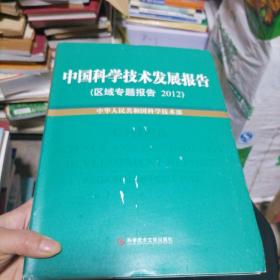 中国科学技术发展报告
(区域专题报告 2012)
中华人民共和国科学技术部
科学技术文献出版社